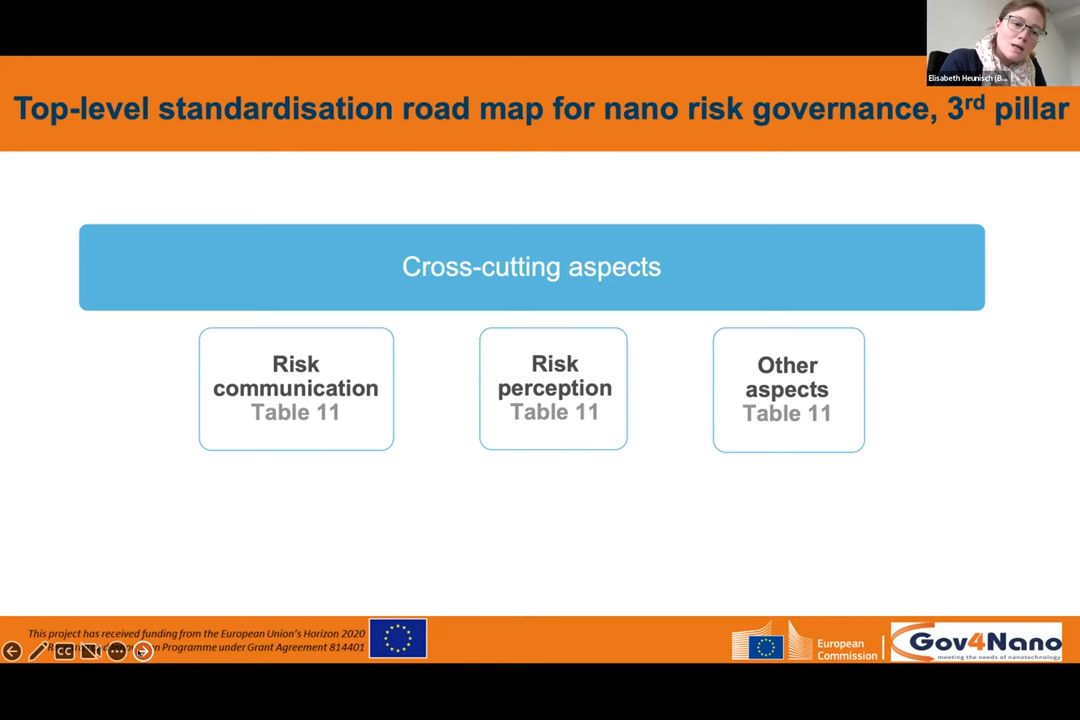 Elisabeth Heunisch (B...
Top-level standardisation road map for nano risk governance, 3rd pillar
Cross-cutting aspects
Risk
communication
Table 11
Risk
perception
Table 11
Other
aspects
Table 11
This project has received funding from the European Union's Horizon 2020
Programme under Grant Agreement 814401
CC
European
Commission
Gov4Nano
meeting the needs of nanotechnology